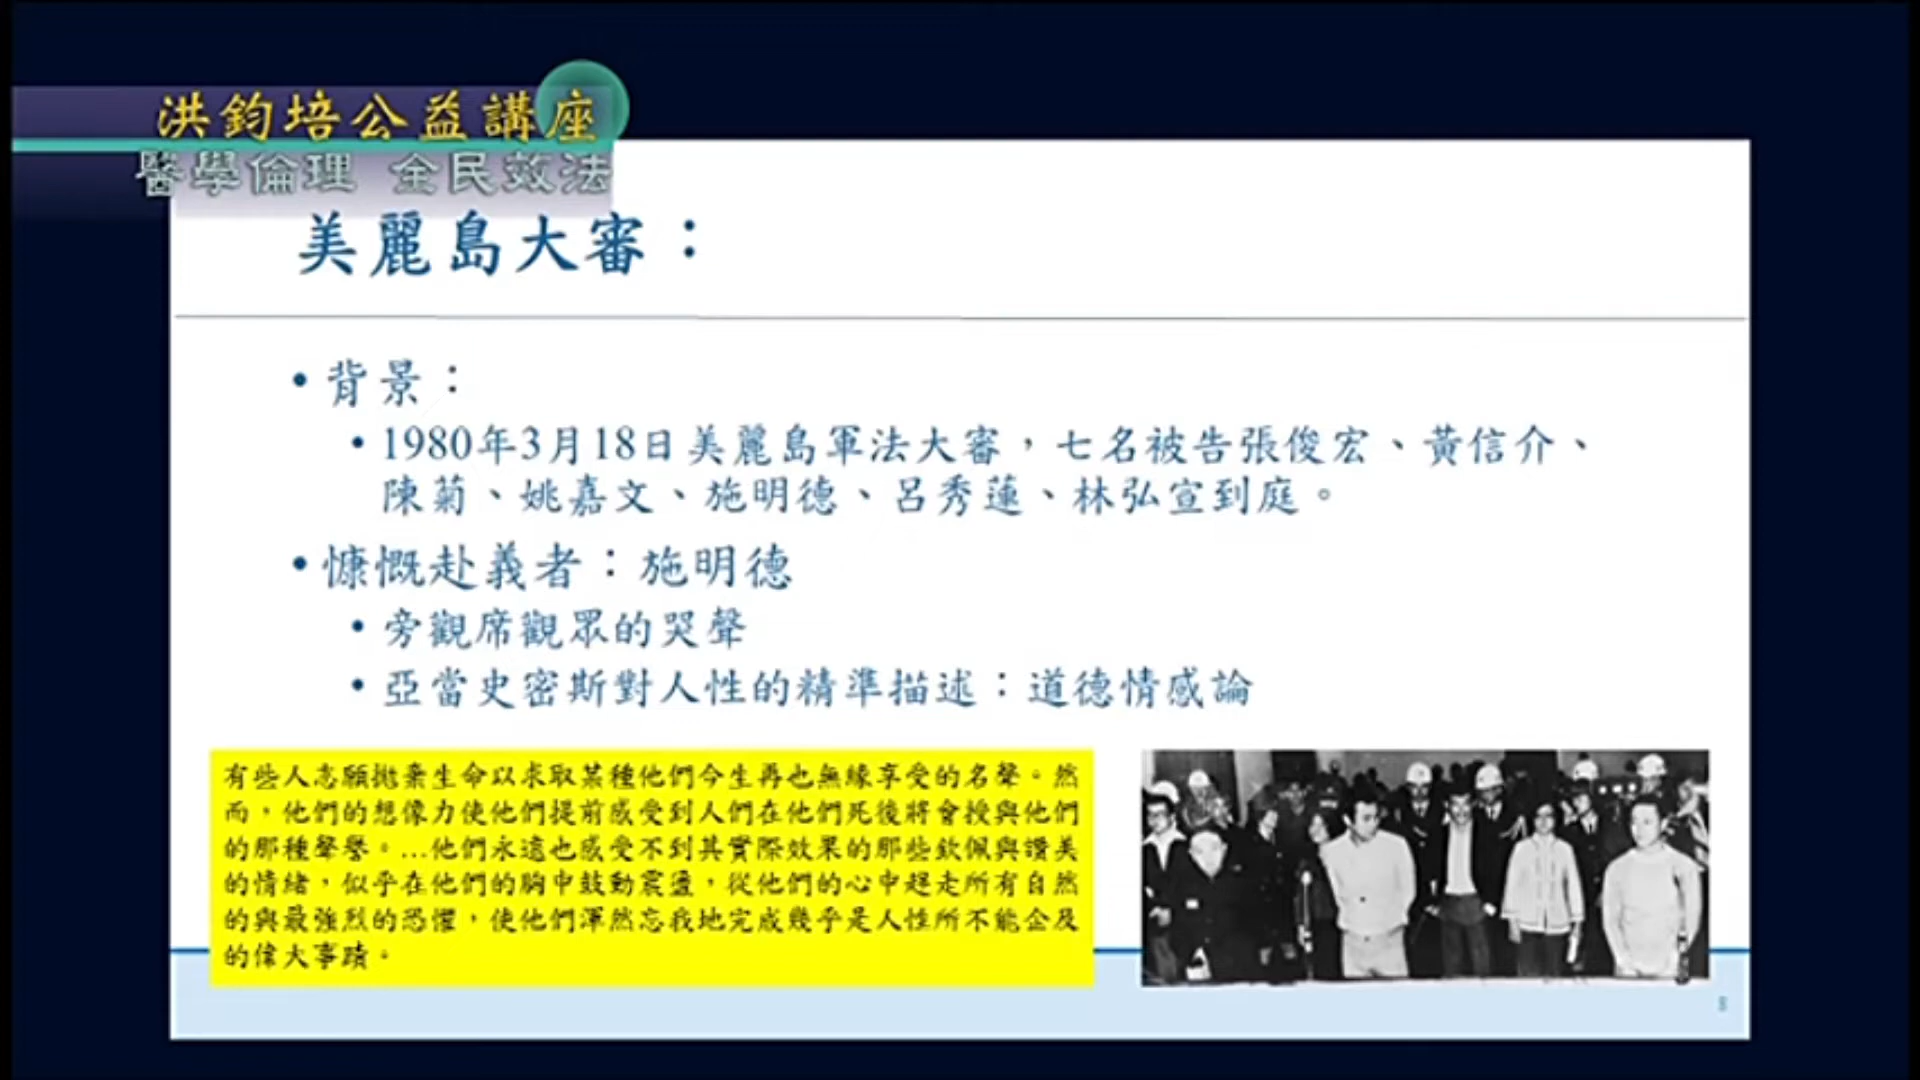 洪鈞培公益講座
醫學倫理 全民效法
美麗島大審：
• 背景：
• 1980年3月18日美麗島軍法大審，七名被告張俊宏、黃信介、
陳菊、姚嘉文、施明德、呂秀蓮、林弘宣到庭。
• 慷慨赴義者：施明德
• 旁觀席觀眾的哭聲
• 亞當史密斯對人性的精準描述：道德情感論
有些人志願拋棄生命以求取某種他們今生再也無緣享受的名聲。然
而，他們的想像力使他們提前感受到人們在他們死後將會授與他們
的那種聲譽。...他們永遠也感受不到其實際效果的那些欽佩與讚美
的情緒，似乎在他們的胸中鼓動震盪，從他們的心中趕走所有自然
的與最強烈的恐懼，使他們渾然忘我地完成幾乎是人性所不能企及
的偉大事蹟。
8